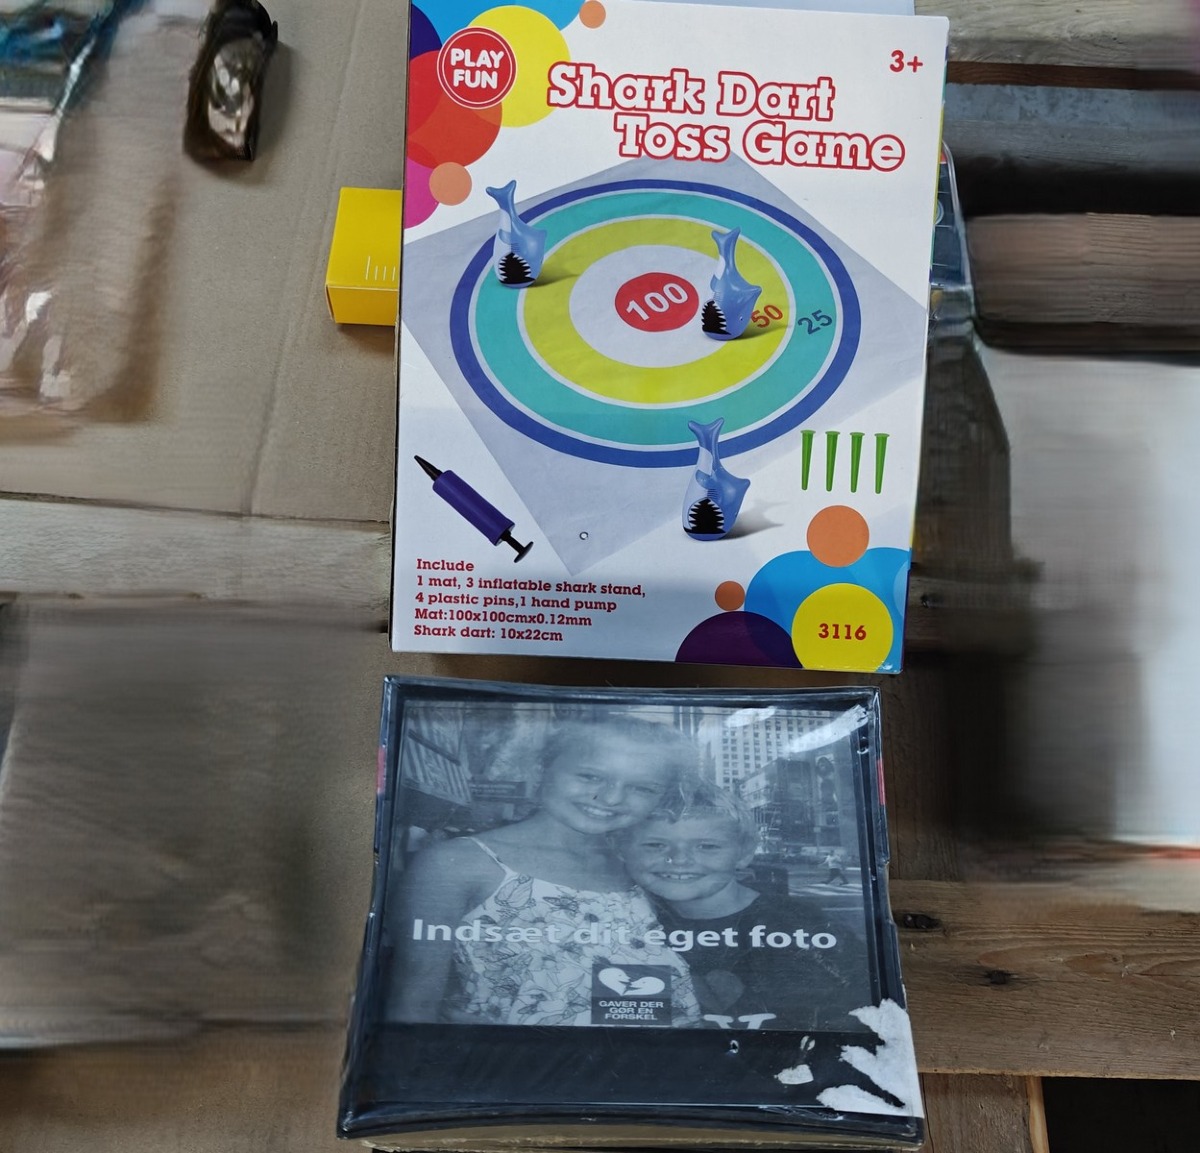 PLAY
FUN
3+
Shark Dart
Toss Game
100
50
25
Include
1 mat, 3 inflatable shark stand,
4 plastic pins,1 hand pump
Mat:100x100cmx0.12mm
Shark dart: 10x22cm
3116
Indsæt dit eget foto
GAVER DER
GØR EN
FORSKEL